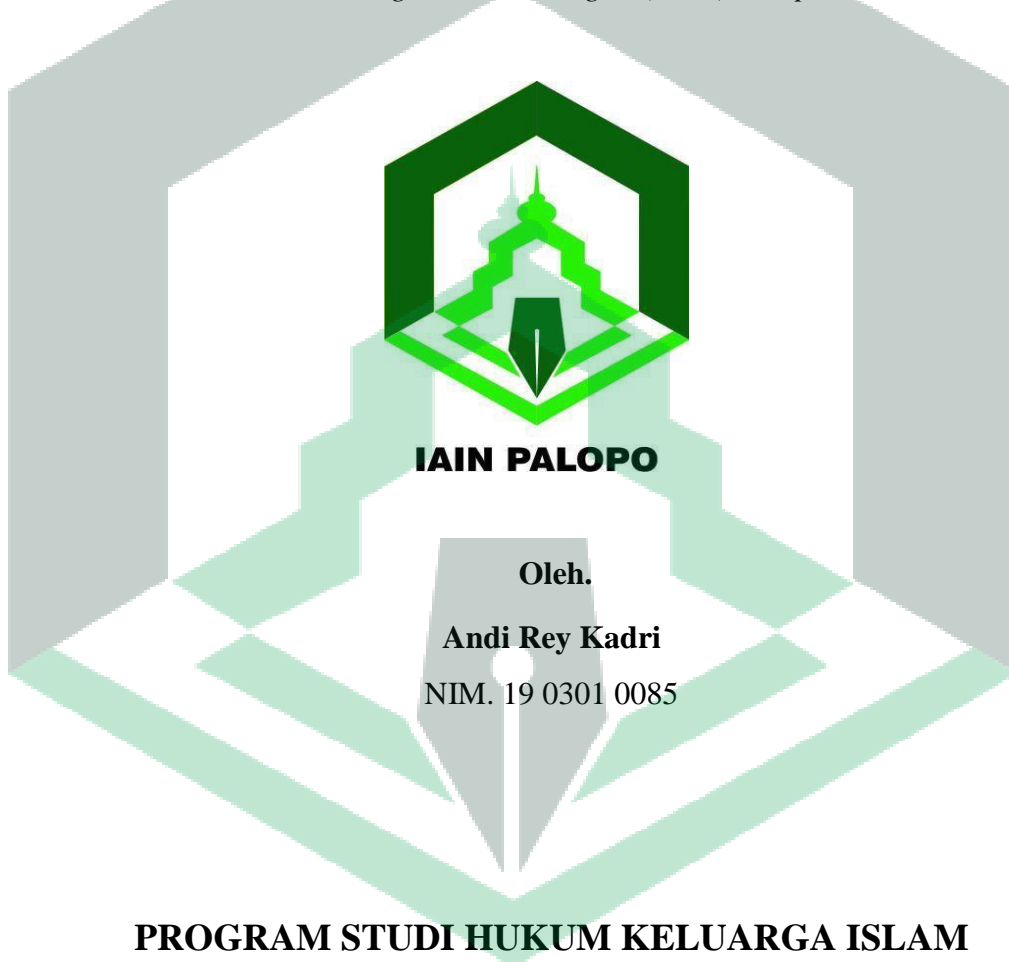 IAIN PALOPO
Oleh.
Andi Rey Kadri
NIM. 19 0301 0085
PROGRAM STUDI HUKUM KELUARGA ISLAM